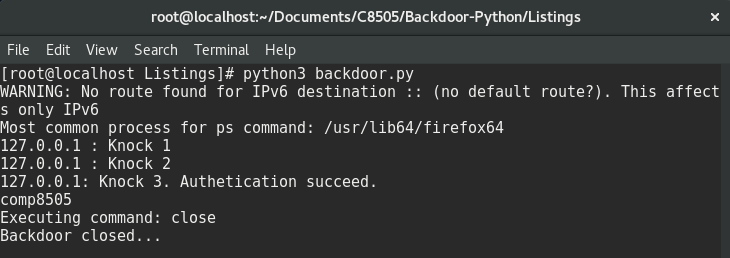 root@localhost:~/Documents/C8505/Backdoor-Python/Listings ×
File Edit View Search Terminal Help
[root@localhost Listings]# python3 backdoor.py
WARNING: No route found for IPv6 destination :: (no default route?). This affect
s only IPv6
Most common process for ps command: /usr/lib64/firefox64
127.0.0.1 : Knock 1
127.0.0.1 : Knock 2
127.0.0.1: Knock 3. Authetication succeed.
comp8505
Executing command: close
Backdoor closed...